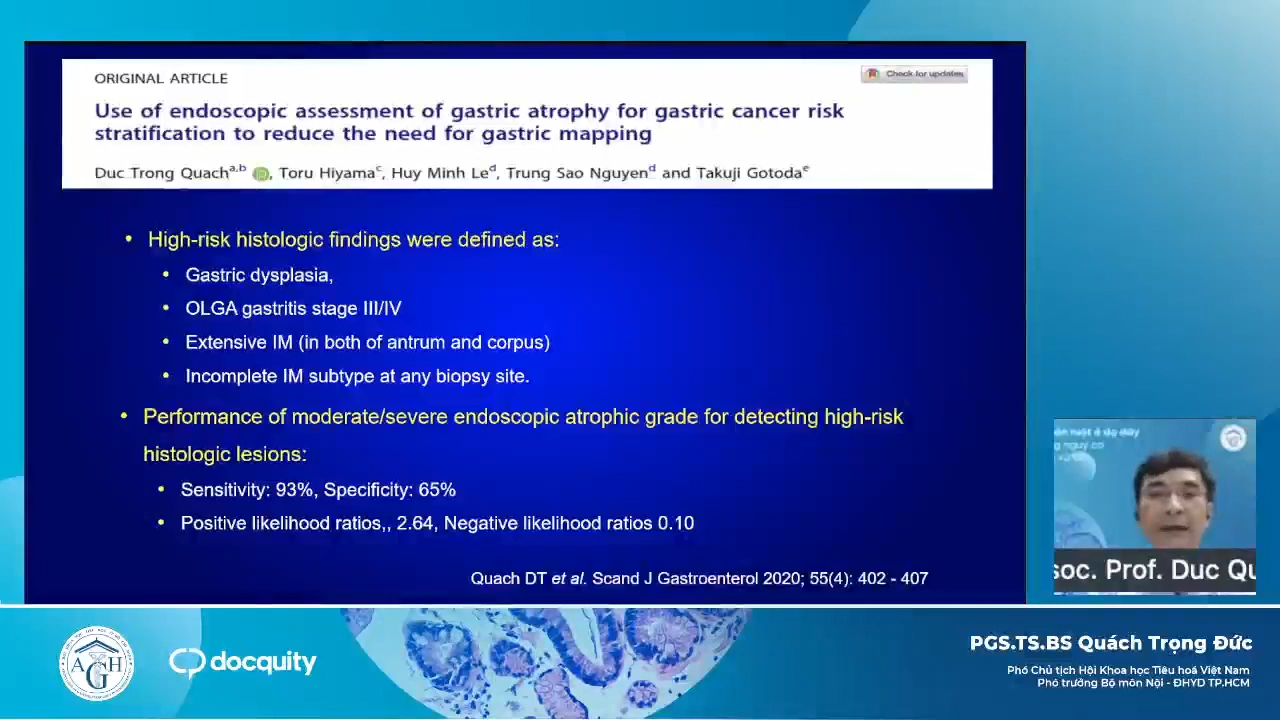 ORIGINAL ARTICLE
Check for updates
Use of endoscopic assessment of gastric atrophy for gastric cancer risk
stratification to reduce the need for gastric mapping
Duc Trong Quachᵃ,ᵇ, Toru Hiyamaᶜ, Huy Minh Leᵈ, Trung Sao Nguyenᵈ and Takuji Gotodaᵉ
• High-risk histologic findings were defined as:
• Gastric dysplasia,
• OLGA gastritis stage III/IV
• Extensive IM (in both of antrum and corpus)
• Incomplete IM subtype at any biopsy site.
• Performance of moderate/severe endoscopic atrophic grade for detecting high-risk
histologic lesions:
• Sensitivity: 93%, Specificity: 65%
• Positive likelihood ratios,, 2.64, Negative likelihood ratios 0.10
Quach DT et al. Scand J Gastroenterol 2020; 55(4): 402 - 407
soc. Prof. Duc Qu
AGH
docquity
PGS.TS.BS Quách Trọng Đức
Phó Chủ tịch Hội Khoa học Tiêu hoá Việt Nam
Phó trưởng Bộ môn Nội - ĐHYD TP.HCM